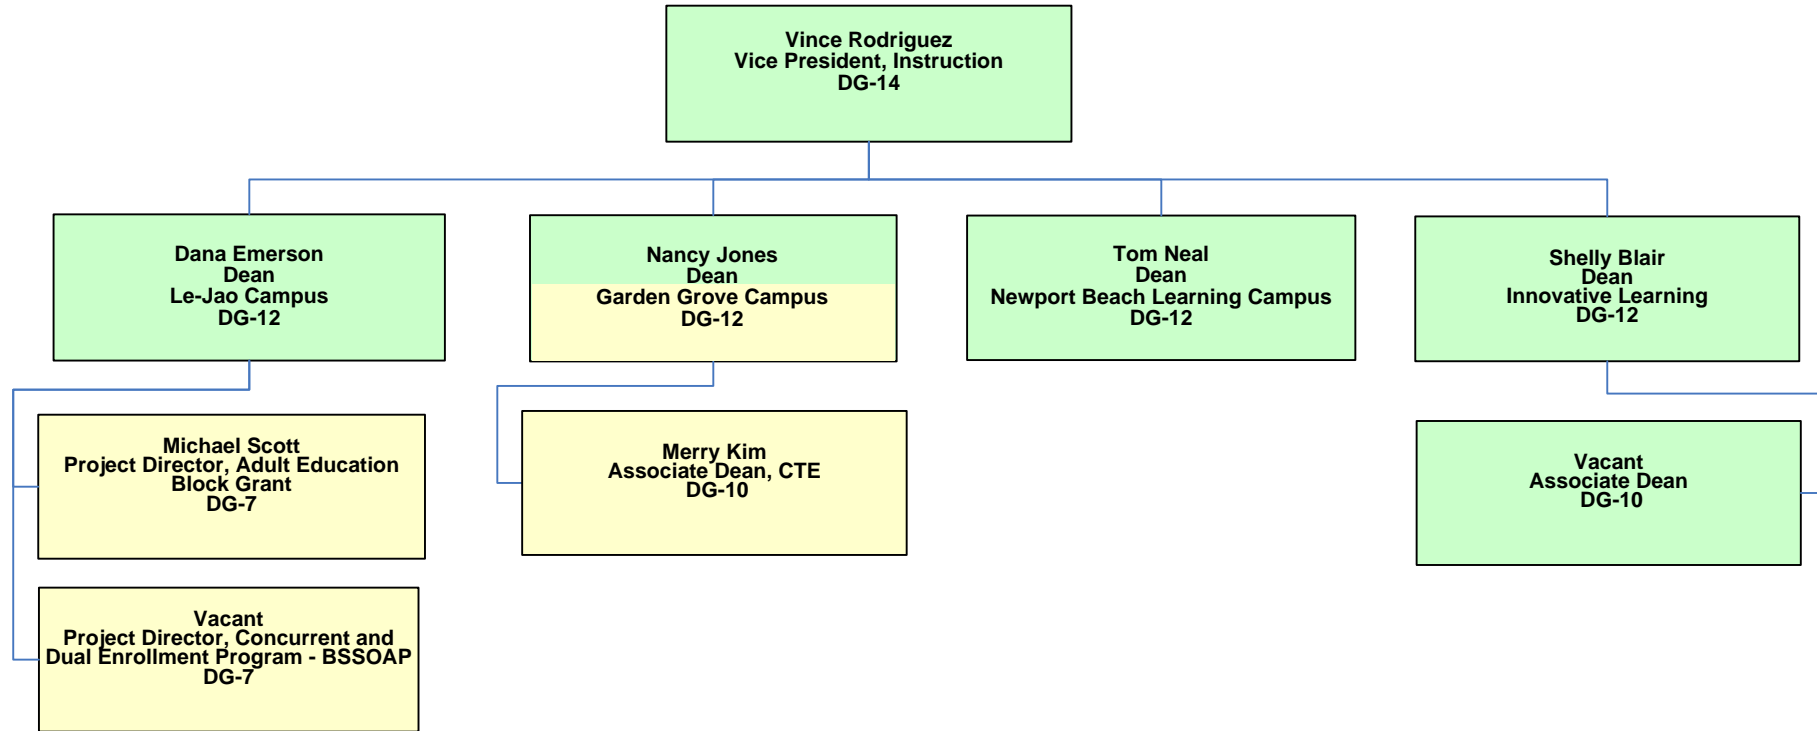 Vince Rodriguez
Vice President, Instruction
DG-14
Dana Emerson
Dean
Le-Jao Campus
DG-12
Nancy Jones
Dean
Garden Grove Campus
DG-12
Tom Neal
Dean
Newport Beach Learning Campus
DG-12
Shelly Blair
Dean
Innovative Learning
DG-12
Michael Scott
Project Director, Adult Education
Block Grant
DG-7
Merry Kim
Associate Dean, CTE
DG-10
Vacant
Associate Dean
DG-10
Vacant
Project Director, Concurrent and
Dual Enrollment Program - BSSOAP
DG-7